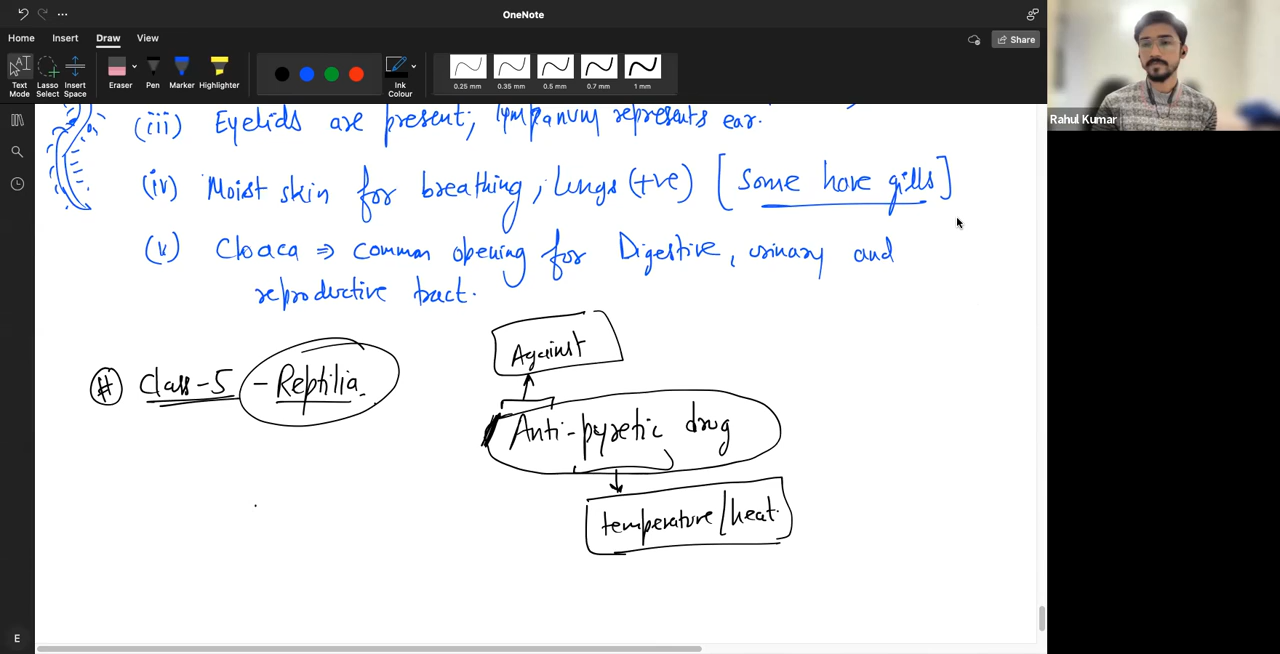 OneNote
Home Insert Draw View
Share
Text Mode
Lasso Select
Insert Space
Eraser
Pen
Marker
Highlighter
Ink Colour
0.25 mm 0.35 mm 0.5 mm 0.7 mm 1 mm
Rahul Kumar
(iii) Eyelids are present; tympanum represents ear.
(iv) Moist skin for breathing; lungs (+ve) [Some have gills]
(v) Cloaca ⇒ common opening for Digestive, urinary and
reproductive tract.
Against
# Class-5 - Reptilia.
Anti-pyretic drug
temperature/heat.
E